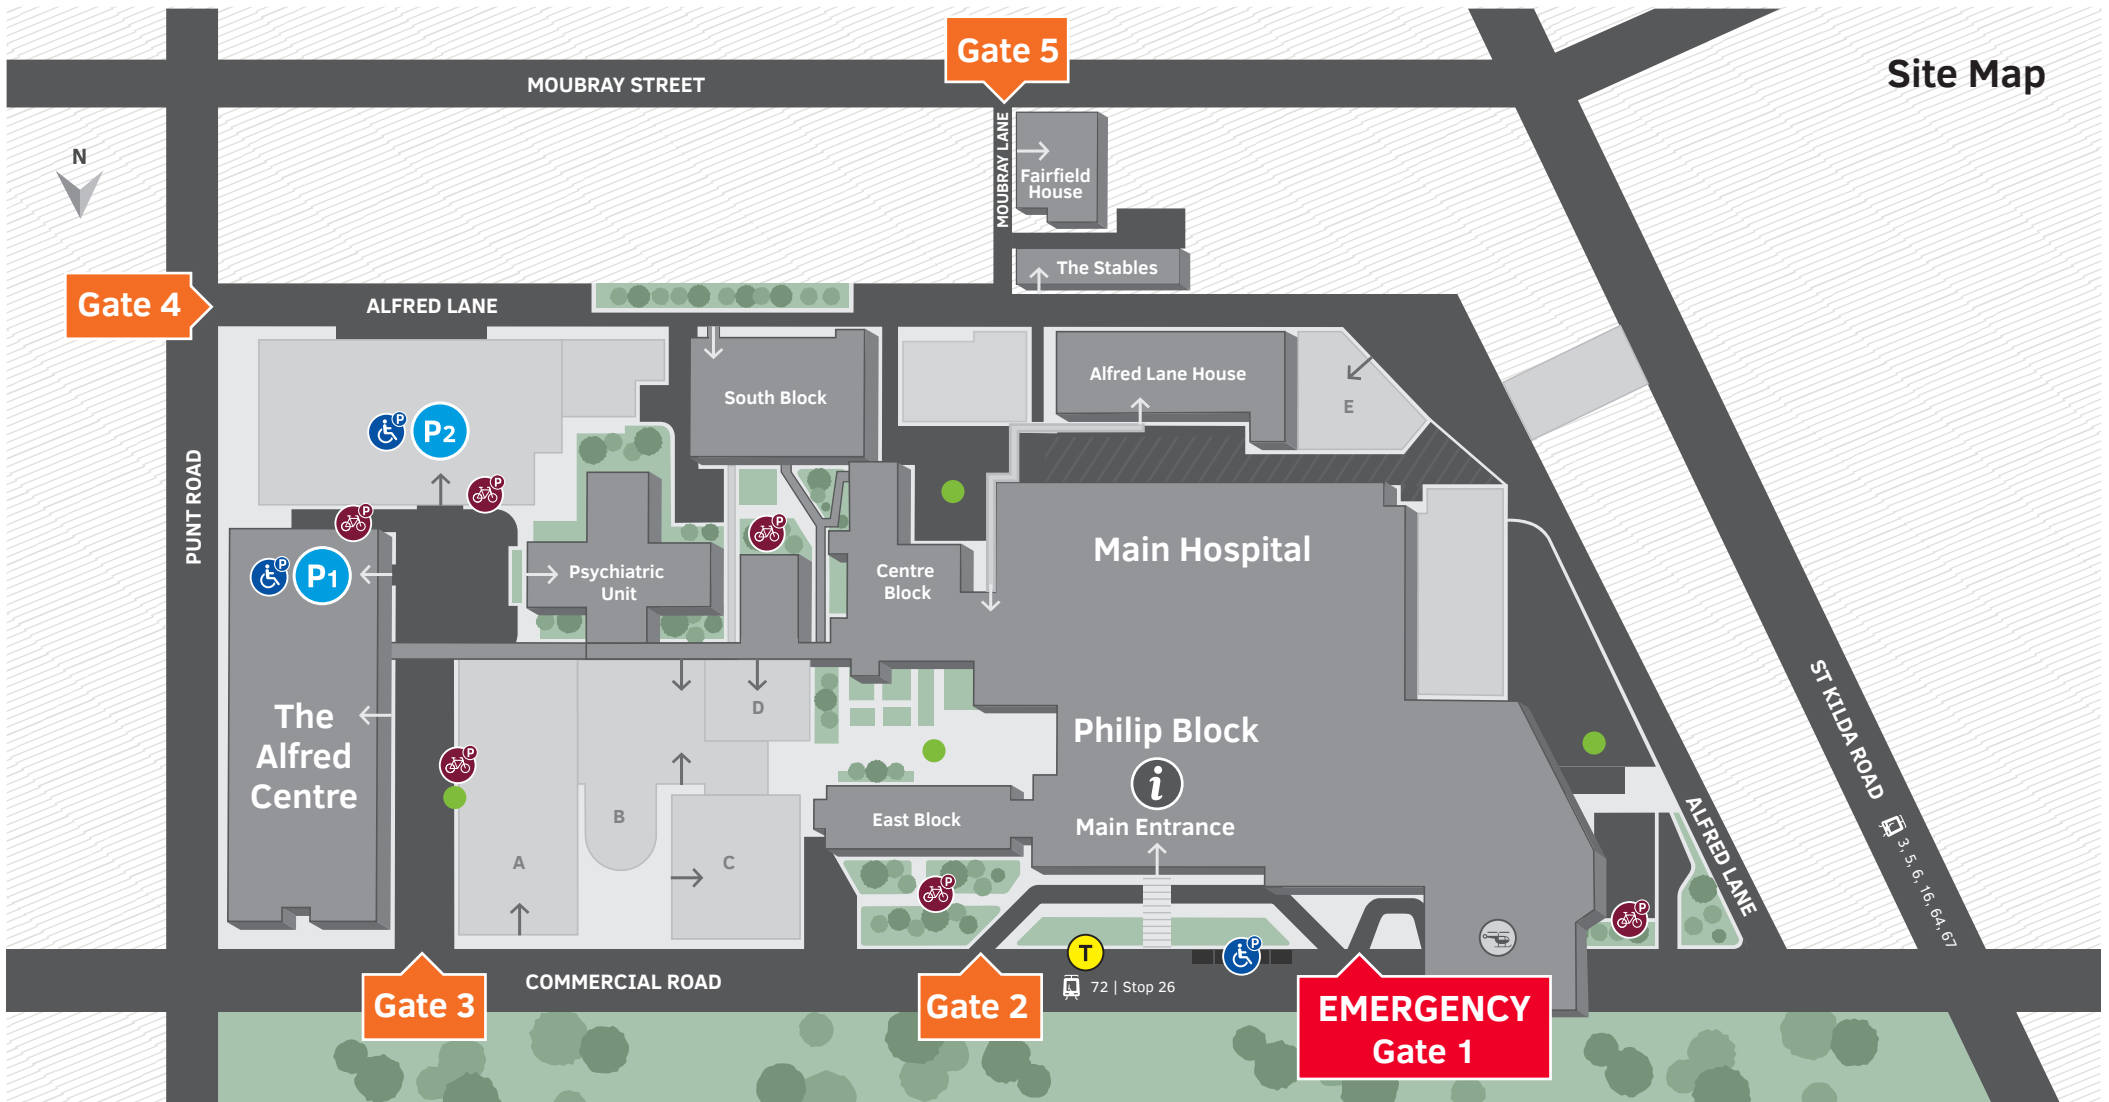 Site Map
Gate 5
MOUBRAY STREET
N
MOUBRAY LANE
Fairfield
House
The Stables
Gate 4
ALFRED LANE
South Block
Alfred Lane House
E
P
P2
P
PUNT ROAD
P
P
P
P1
Psychiatric
Unit
Centre
Block
Main Hospital
The
Alfred
Centre
P
A
B
C
D
Philip Block
i
Main Entrance
East Block
P
ST KILDA ROAD
3, 5, 6, 16, 64, 67
ALFRED LANE
P
T
P
COMMERCIAL ROAD
72 | Stop 26
Gate 3
Gate 2
EMERGENCY
Gate 1